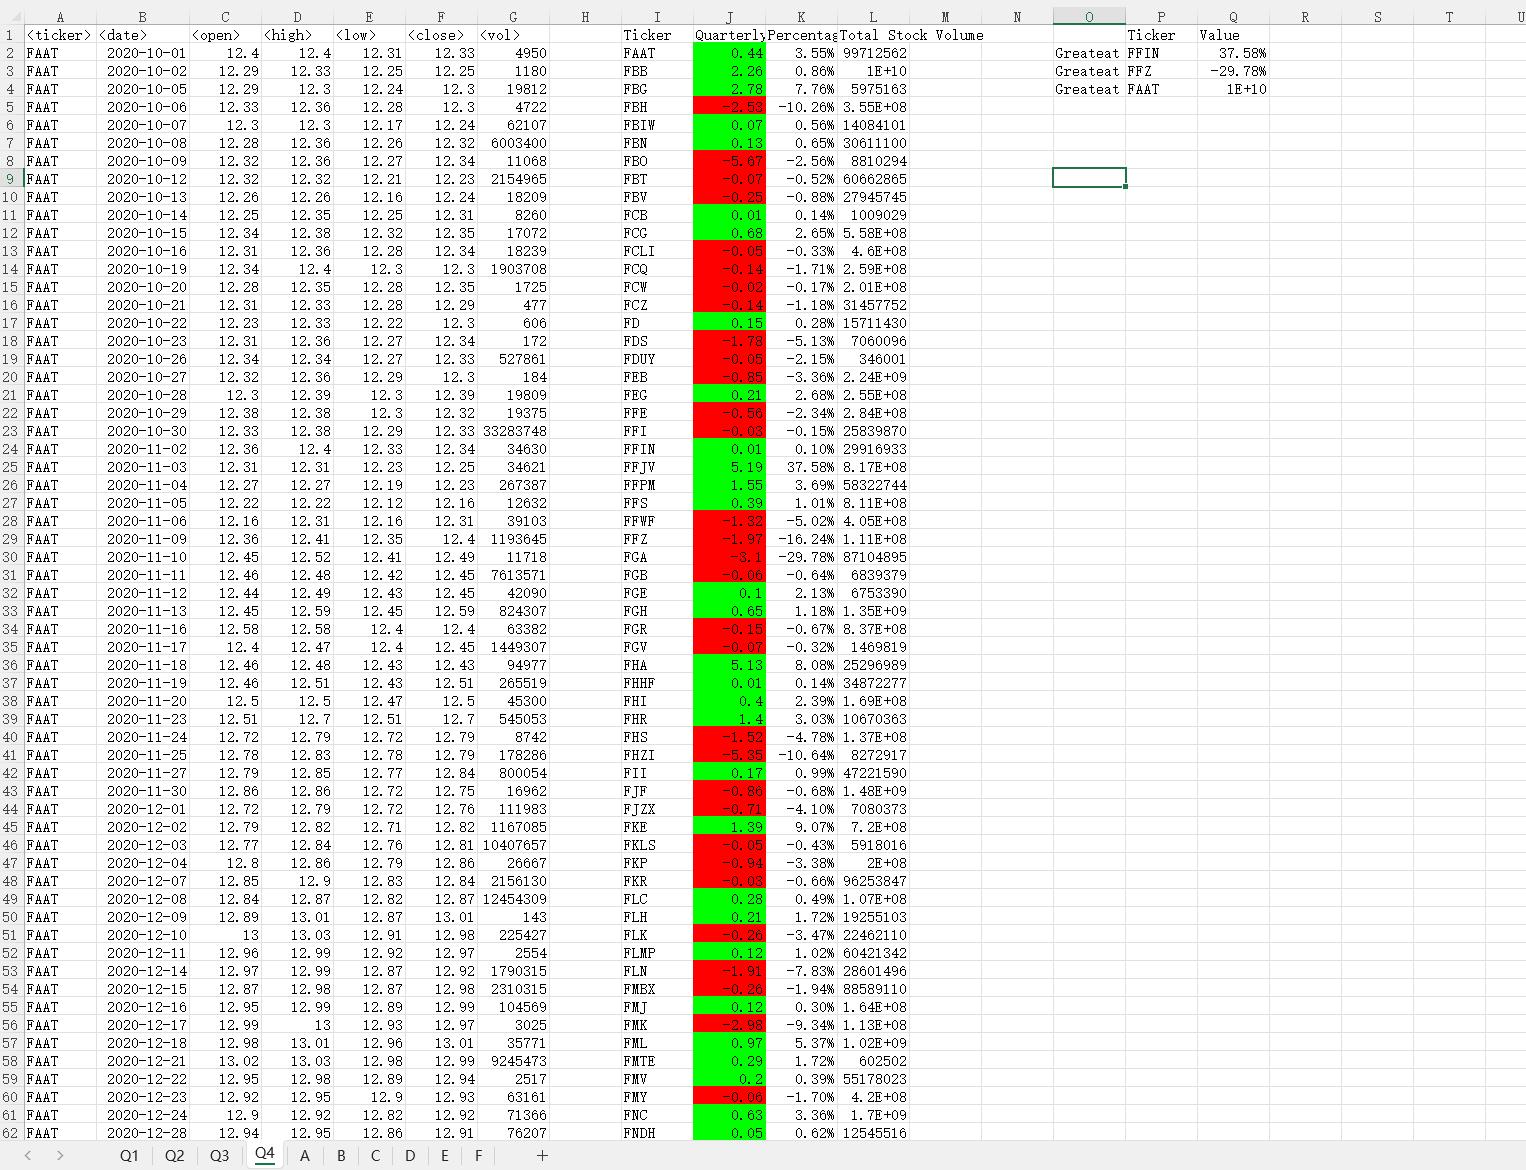 A B C D E F G H I J K L M N O P Q R S T U
1 <ticker> <date> <open> <high> <low> <close> <vol> Ticker Quarterly Percentag Total Stock Volume Ticker Value
2 FAAT 2020-10-01 12.4 12.4 12.31 12.33 4950 FAAT 0.44 3.55% 99712562 Greateat FFIN 37.58%
3 FAAT 2020-10-02 12.29 12.33 12.25 12.25 1180 FBB 2.26 0.86% 1E+10 Greateat FFZ -29.78%
4 FAAT 2020-10-05 12.29 12.3 12.24 12.3 19812 FBG 2.78 7.76% 5975163 Greateat FAAT 1E+10
5 FAAT 2020-10-06 12.33 12.36 12.28 12.3 4722 FBH -2.52 -10.26% 3.55E+08
6 FAAT 2020-10-07 12.3 12.3 12.17 12.24 62107 FBIW 0.07 0.56% 14084101
7 FAAT 2020-10-08 12.28 12.36 12.26 12.32 6003400 FBN 0.13 0.65% 30611100
8 FAAT 2020-10-09 12.32 12.36 12.27 12.34 11068 FBO -5.67 -2.56% 8810294
9 FAAT 2020-10-12 12.32 12.32 12.21 12.23 2154965 FBT -0.07 -0.52% 60662865
10 FAAT 2020-10-13 12.26 12.26 12.16 12.24 18209 FBV -0.25 -0.88% 27945745
11 FAAT 2020-10-14 12.25 12.35 12.25 12.31 8260 FCB 0.01 0.14% 1009029
12 FAAT 2020-10-15 12.34 12.38 12.32 12.35 17072 FCG 0.68 2.65% 5.58E+08
13 FAAT 2020-10-16 12.31 12.36 12.28 12.34 18239 FCLI -0.05 -0.33% 4.6E+08
14 FAAT 2020-10-19 12.34 12.4 12.3 12.3 1903708 FCQ -0.14 -1.71% 2.59E+08
15 FAAT 2020-10-20 12.28 12.35 12.28 12.35 1725 FCW -0.02 -0.17% 2.01E+08
16 FAAT 2020-10-21 12.31 12.33 12.28 12.29 477 FCZ -0.14 -1.18% 31457752
17 FAAT 2020-10-22 12.23 12.33 12.22 12.3 606 FD 0.15 0.28% 15711430
18 FAAT 2020-10-23 12.31 12.36 12.27 12.34 172 FDS -1.78 -5.13% 7060096
19 FAAT 2020-10-26 12.34 12.34 12.27 12.33 527861 FDUY -0.05 -2.15% 346001
20 FAAT 2020-10-27 12.32 12.36 12.29 12.3 184 FEB -0.85 -3.36% 2.24E+09
21 FAAT 2020-10-28 12.3 12.39 12.3 12.39 19809 FEG 0.21 2.68% 2.55E+08
22 FAAT 2020-10-29 12.38 12.38 12.3 12.32 19375 FFE -0.56 -2.34% 2.84E+08
23 FAAT 2020-10-30 12.33 12.38 12.29 12.33 33283748 FFI -0.03 -0.15% 25839870
24 FAAT 2020-11-02 12.36 12.4 12.33 12.34 34630 FFIN 0.01 0.10% 29916933
25 FAAT 2020-11-03 12.31 12.31 12.23 12.25 34621 FFJV 5.19 37.58% 8.17E+08
26 FAAT 2020-11-04 12.27 12.27 12.19 12.23 267387 FFPM 1.55 3.69% 58322744
27 FAAT 2020-11-05 12.22 12.22 12.12 12.16 12632 FFS 0.39 1.01% 8.11E+08
28 FAAT 2020-11-06 12.16 12.31 12.16 12.31 39103 FFWF -1.32 -5.02% 4.05E+08
29 FAAT 2020-11-09 12.36 12.41 12.35 12.4 1193645 FFZ -1.97 -16.24% 1.11E+08
30 FAAT 2020-11-10 12.45 12.52 12.41 12.49 11718 FGA -3.1 -29.78% 87104895
31 FAAT 2020-11-11 12.46 12.48 12.42 12.45 7613571 FGB -0.06 -0.64% 6839379
32 FAAT 2020-11-12 12.44 12.49 12.43 12.45 42090 FGE 0.1 2.13% 6753390
33 FAAT 2020-11-13 12.45 12.59 12.45 12.59 824307 FGH 0.65 1.18% 1.35E+09
34 FAAT 2020-11-16 12.58 12.58 12.4 12.4 63382 FGR -0.15 -0.67% 8.37E+08
35 FAAT 2020-11-17 12.4 12.47 12.4 12.45 1449307 FGV -0.07 -0.32% 1469819
36 FAAT 2020-11-18 12.46 12.48 12.43 12.43 94977 FHA 5.13 8.08% 25296989
37 FAAT 2020-11-19 12.46 12.51 12.43 12.51 265519 FHHF 0.01 0.14% 34872277
38 FAAT 2020-11-20 12.5 12.5 12.47 12.5 45300 FHI 0.4 2.39% 1.69E+08
39 FAAT 2020-11-23 12.51 12.7 12.51 12.7 545053 FHR 1.4 3.03% 10670363
40 FAAT 2020-11-24 12.72 12.79 12.72 12.79 8742 FHS -1.52 -4.78% 1.37E+08
41 FAAT 2020-11-25 12.78 12.83 12.78 12.79 178286 FHZI -5.35 -10.64% 8272917
42 FAAT 2020-11-27 12.79 12.85 12.77 12.84 800054 FII 0.17 0.99% 47221590
43 FAAT 2020-11-30 12.86 12.86 12.72 12.75 16962 FJF -0.86 -0.68% 1.48E+09
44 FAAT 2020-12-01 12.72 12.79 12.72 12.76 111983 FJZX -0.71 -4.10% 7080373
45 FAAT 2020-12-02 12.79 12.82 12.71 12.82 1167085 FKE 1.39 9.07% 7.2E+08
46 FAAT 2020-12-03 12.77 12.84 12.76 12.81 10407657 FKLS -0.05 -0.43% 5918016
47 FAAT 2020-12-04 12.8 12.86 12.79 12.86 26667 FKP -0.94 -3.38% 2E+08
48 FAAT 2020-12-07 12.85 12.9 12.83 12.84 2156130 FKR -0.03 -0.66% 96253847
49 FAAT 2020-12-08 12.84 12.87 12.82 12.87 12454309 FLC 0.28 0.49% 1.07E+08
50 FAAT 2020-12-09 12.89 13.01 12.87 13.01 143 FLH 0.21 1.72% 19255103
51 FAAT 2020-12-10 13 13.03 12.91 12.98 225427 FLK -0.26 -3.47% 22462110
52 FAAT 2020-12-11 12.96 12.99 12.92 12.97 2554 FLMP 0.12 1.02% 60421342
53 FAAT 2020-12-14 12.97 12.99 12.87 12.92 1790315 FLN -1.91 -7.83% 28601496
54 FAAT 2020-12-15 12.87 12.98 12.87 12.98 2310315 FMBX -0.26 -1.94% 88589110
55 FAAT 2020-12-16 12.95 12.99 12.89 12.99 104569 FMJ 0.12 0.30% 1.64E+08
56 FAAT 2020-12-17 12.99 13 12.93 12.97 3025 FMK -2.98 -9.34% 1.13E+08
57 FAAT 2020-12-18 12.98 13.01 12.96 13.01 35771 FML 0.97 5.37% 1.02E+09
58 FAAT 2020-12-21 13.02 13.03 12.98 12.99 9245473 FMTE 0.29 1.72% 602502
59 FAAT 2020-12-22 12.95 12.98 12.89 12.94 2517 FMV 0.2 0.39% 55178023
60 FAAT 2020-12-23 12.92 12.95 12.9 12.93 63161 FMY -0.06 -1.70% 4.2E+08
61 FAAT 2020-12-24 12.9 12.92 12.82 12.92 71366 FNC 0.63 3.36% 1.7E+09
62 FAAT 2020-12-28 12.94 12.95 12.86 12.91 76207 FNDH 0.05 0.62% 12545516
Q1 Q2 Q3 Q4 A B C D E F +